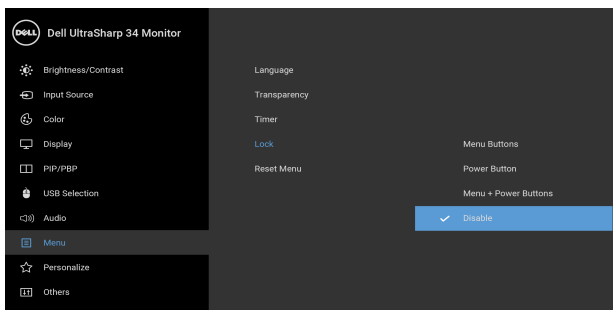 DELL
Dell UltraSharp 34 Monitor
Brightness/Contrast
Language
Input Source
Transparency
Color
Timer
Display
Lock
Menu Buttons
PIP/PBP
Reset Menu
Power Button
USB Selection
Menu + Power Buttons
Audio
Disable
Menu
Personalize
Others